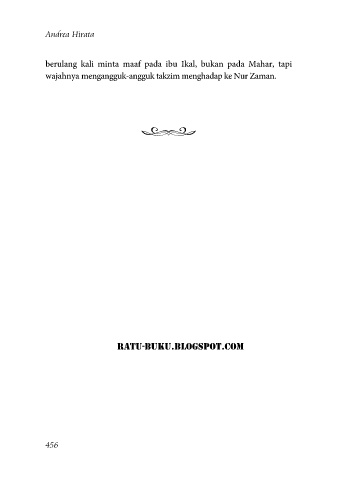 Andrea Hirata
berulang kali minta maaf pada ibu Ikal, bukan pada Mahar, tapi
wajahnya mengangguk-angguk takzim menghadap ke Nur Zaman.
RATU-BUKU.BLOGSPOT.COM
456